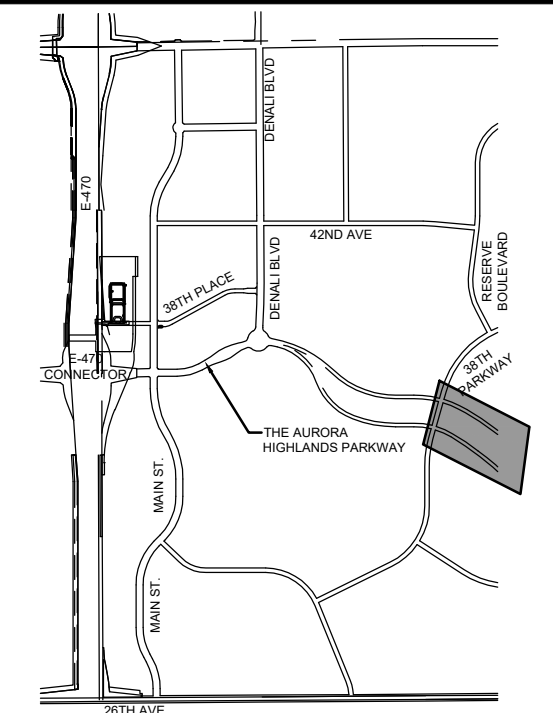 DENALI BLVD
E-470
42ND AVE
DENALI BLVD
RESERVE
BOULEVARD
38TH PLACE
E-470
CONNECTOR
38TH
PARKWAY
THE AURORA
HIGHLANDS PARKWAY
MAIN ST.
MAIN ST.
26TH AVE